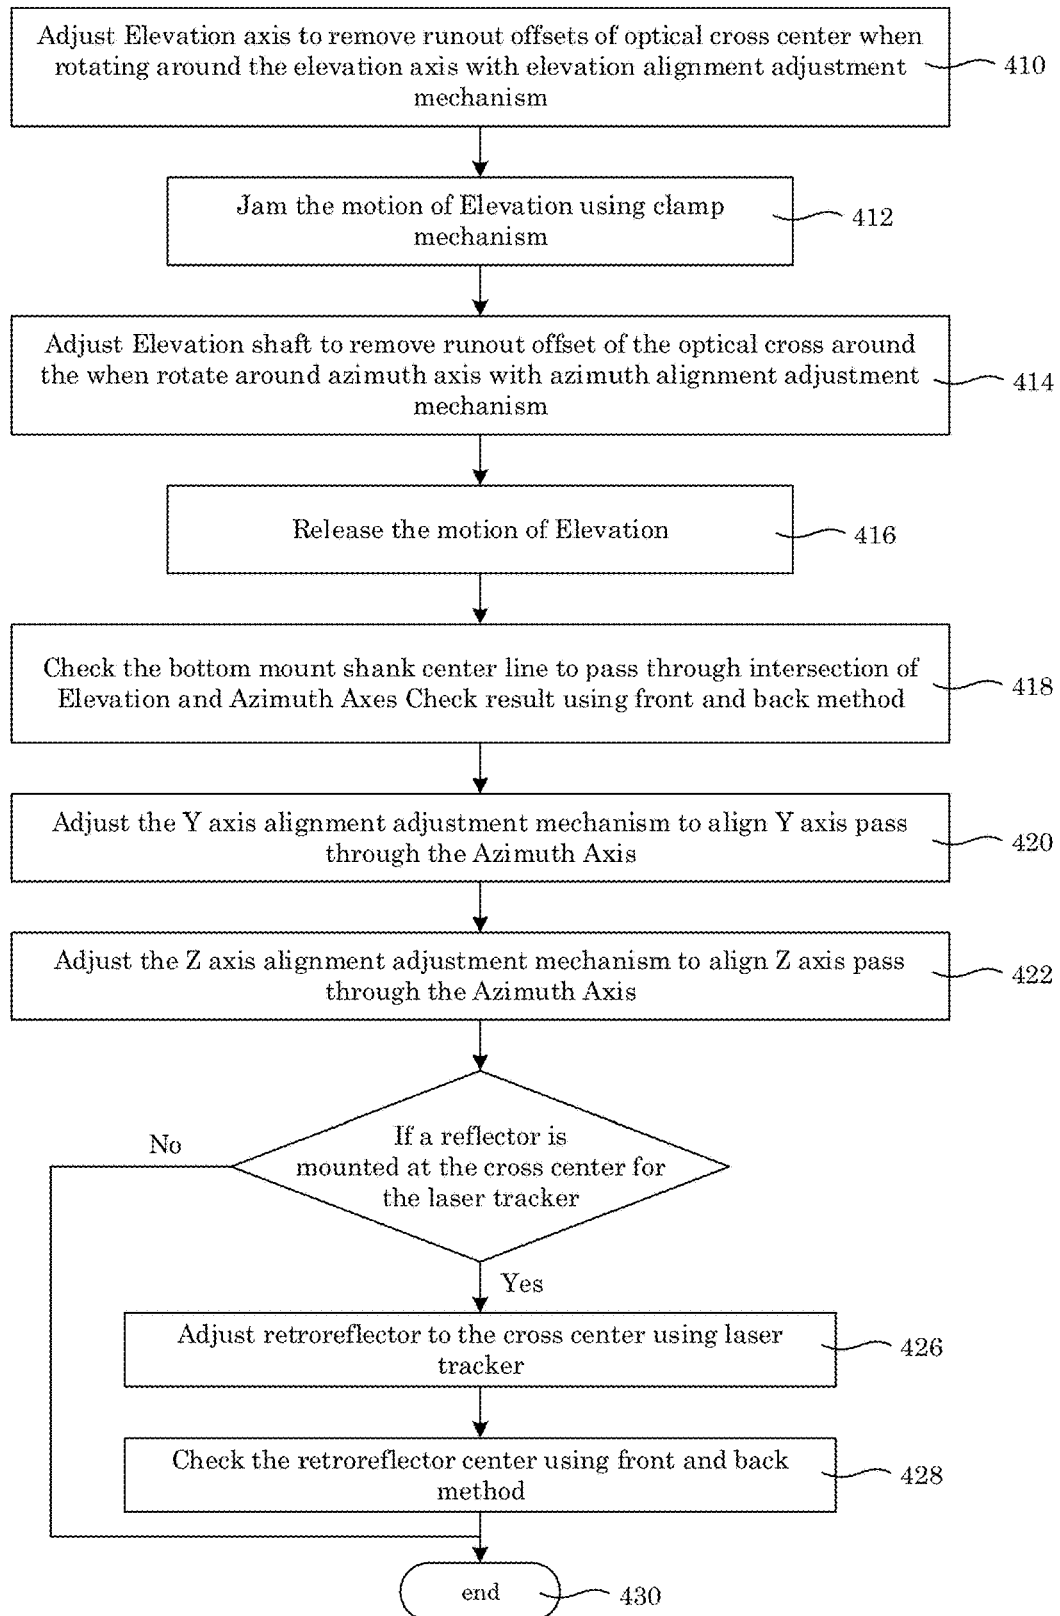 Adjust Elevation axis to remove runout offsets of optical cross center when
rotating around the elevation axis with elevation alignment adjustment
mechanism
410
Jam the motion of Elevation using clamp
mechanism
412
Adjust Elevation shaft to remove runout offset of the optical cross around
the when rotate around azimuth axis with azimuth alignment adjustment
mechanism
414
Release the motion of Elevation
416
Check the bottom mount shank center line to pass through intersection of
Elevation and Azimuth Axes Check result using front and back method
418
Adjust the Y axis alignment adjustment mechanism to align Y axis pass
through the Azimuth Axis
420
Adjust the Z axis alignment adjustment mechanism to align Z axis pass
through the Azimuth Axis
422
If a reflector is
mounted at the cross center for
the laser tracker
No
Yes
Adjust retroreflector to the cross center using laser
tracker
426
Check the retroreflector center using front and back
method
428
end
430